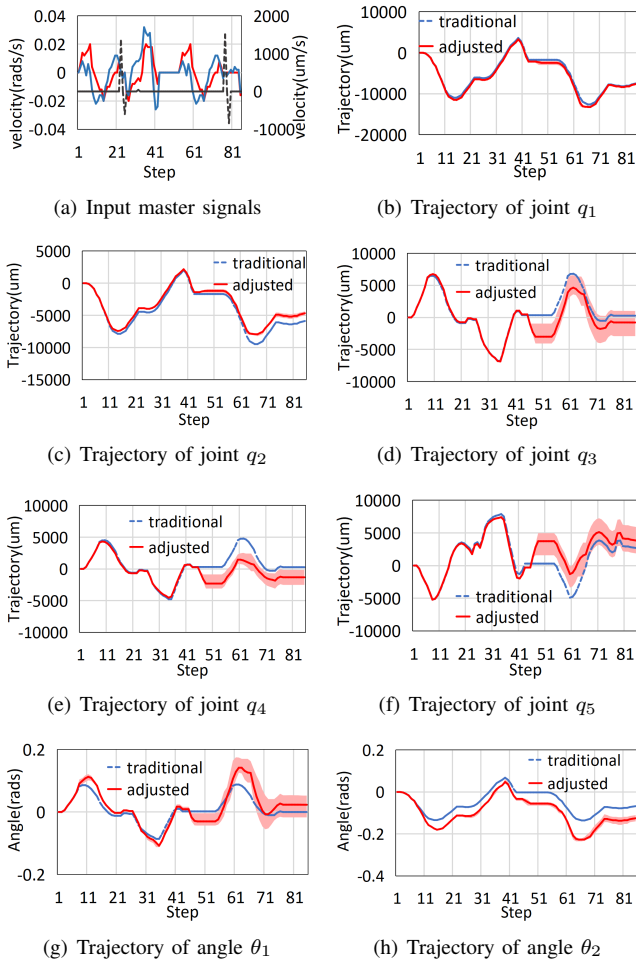 0.04
0.02
0
-0.02
-0.04
velocity(rads/s)
2000
1000
0
-1000
velocity(um/s)
1 21 41 61 81
Step
(a) Input master signals
10000
0
-10000
-20000
Trajectory(um)
traditional
adjusted
1 11 21 31 41 51 61 71 81
Step
(b) Trajectory of joint q1
5000
0
-5000
-10000
-15000
Trajectory(um)
traditional
adjusted
1 11 21 31 41 51 61 71 81
Step
(c) Trajectory of joint q2
10000
5000
0
-5000
-10000
Trajectory(um)
traditional
adjusted
1 11 21 31 41 51 61 71 81
Step
(d) Trajectory of joint q3
10000
5000
0
-5000
-10000
Trajectory(um)
traditional
adjusted
1 11 21 31 41 51 61 71 81
Step
(e) Trajectory of joint q4
10000
5000
0
-5000
-10000
Trajectory(um)
traditional
adjusted
1 11 21 31 41 51 61 71 81
Step
(f) Trajectory of joint q5
0.2
0
-0.2
Angle(rads)
traditional
adjusted
1 11 21 31 41 51 61 71 81
Step
(g) Trajectory of angle θ1
0.2
0
-0.2
-0.4
Angle(rads)
traditional
adjusted
1 11 21 31 41 51 61 71 81
Step
(h) Trajectory of angle θ2